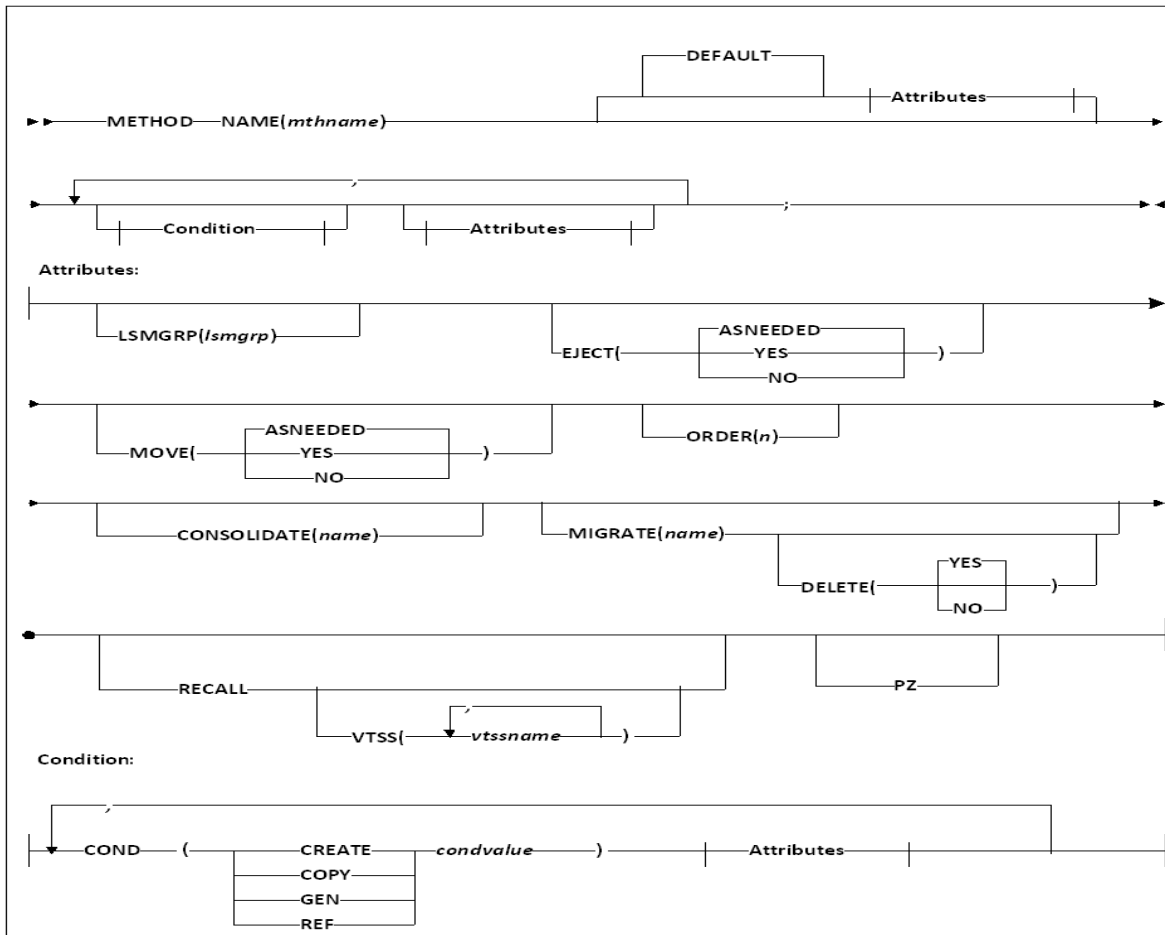 DEFAULT
Attributes
METHOD NAME(mthname)
,
Condition Attributes ;
Attributes:
LSMGRP(lsmgrp)
ASNEEDED
EJECT( YES )
NO
ASNEEDED
MOVE( YES ) ORDER(n)
NO
CONSOLIDATE(name) MIGRATE(name)
YES
DELETE( )
NO
RECALL PZ
,
VTSS( vtssname )
Condition:
,
COND ( CREATE condvalue ) Attributes
COPY
GEN
REF